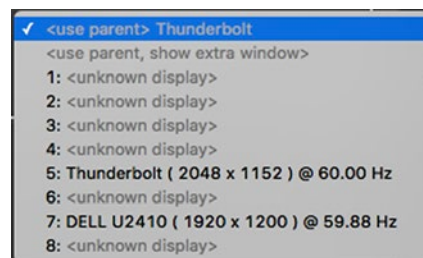 ✓ <use parent> Thunderbolt
<use parent, show extra window>
1: <unknown display>
2: <unknown display>
3: <unknown display>
4: <unknown display>
5: Thunderbolt ( 2048 x 1152 ) @ 60.00 Hz
6: <unknown display>
7: DELL U2410 ( 1920 x 1200 ) @ 59.88 Hz
8: <unknown display>